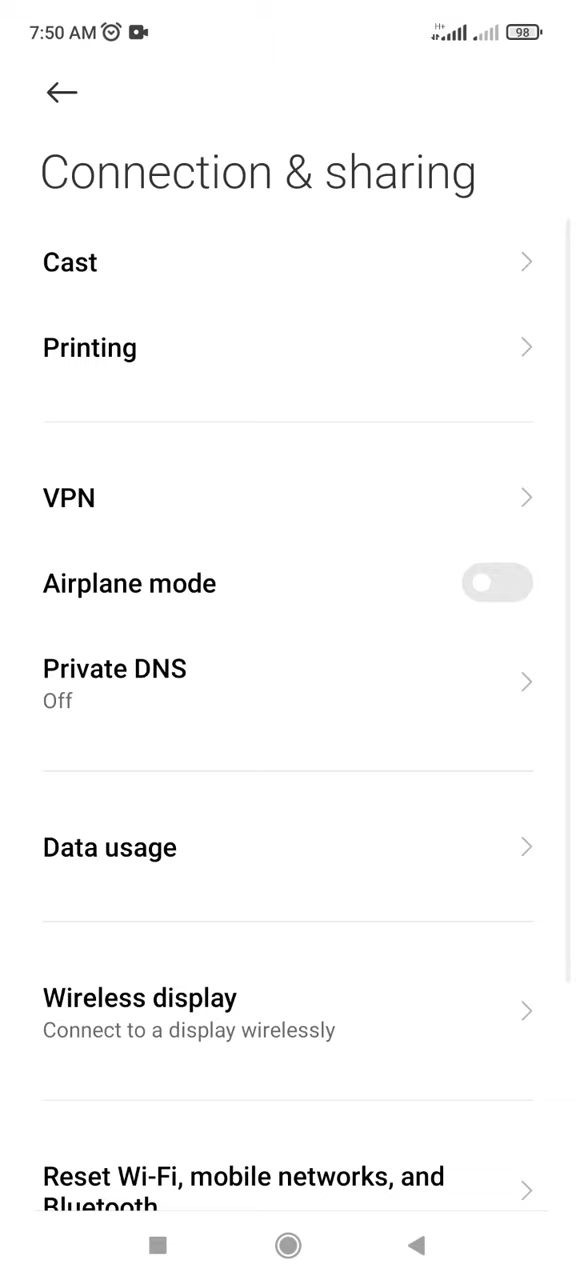 7:50 AM
H+
98
Connection & sharing
Cast
Printing
VPN
Airplane mode
Private DNS
Off
Data usage
Wireless display
Connect to a display wirelessly
Reset Wi-Fi, mobile networks, and
Bluetooth